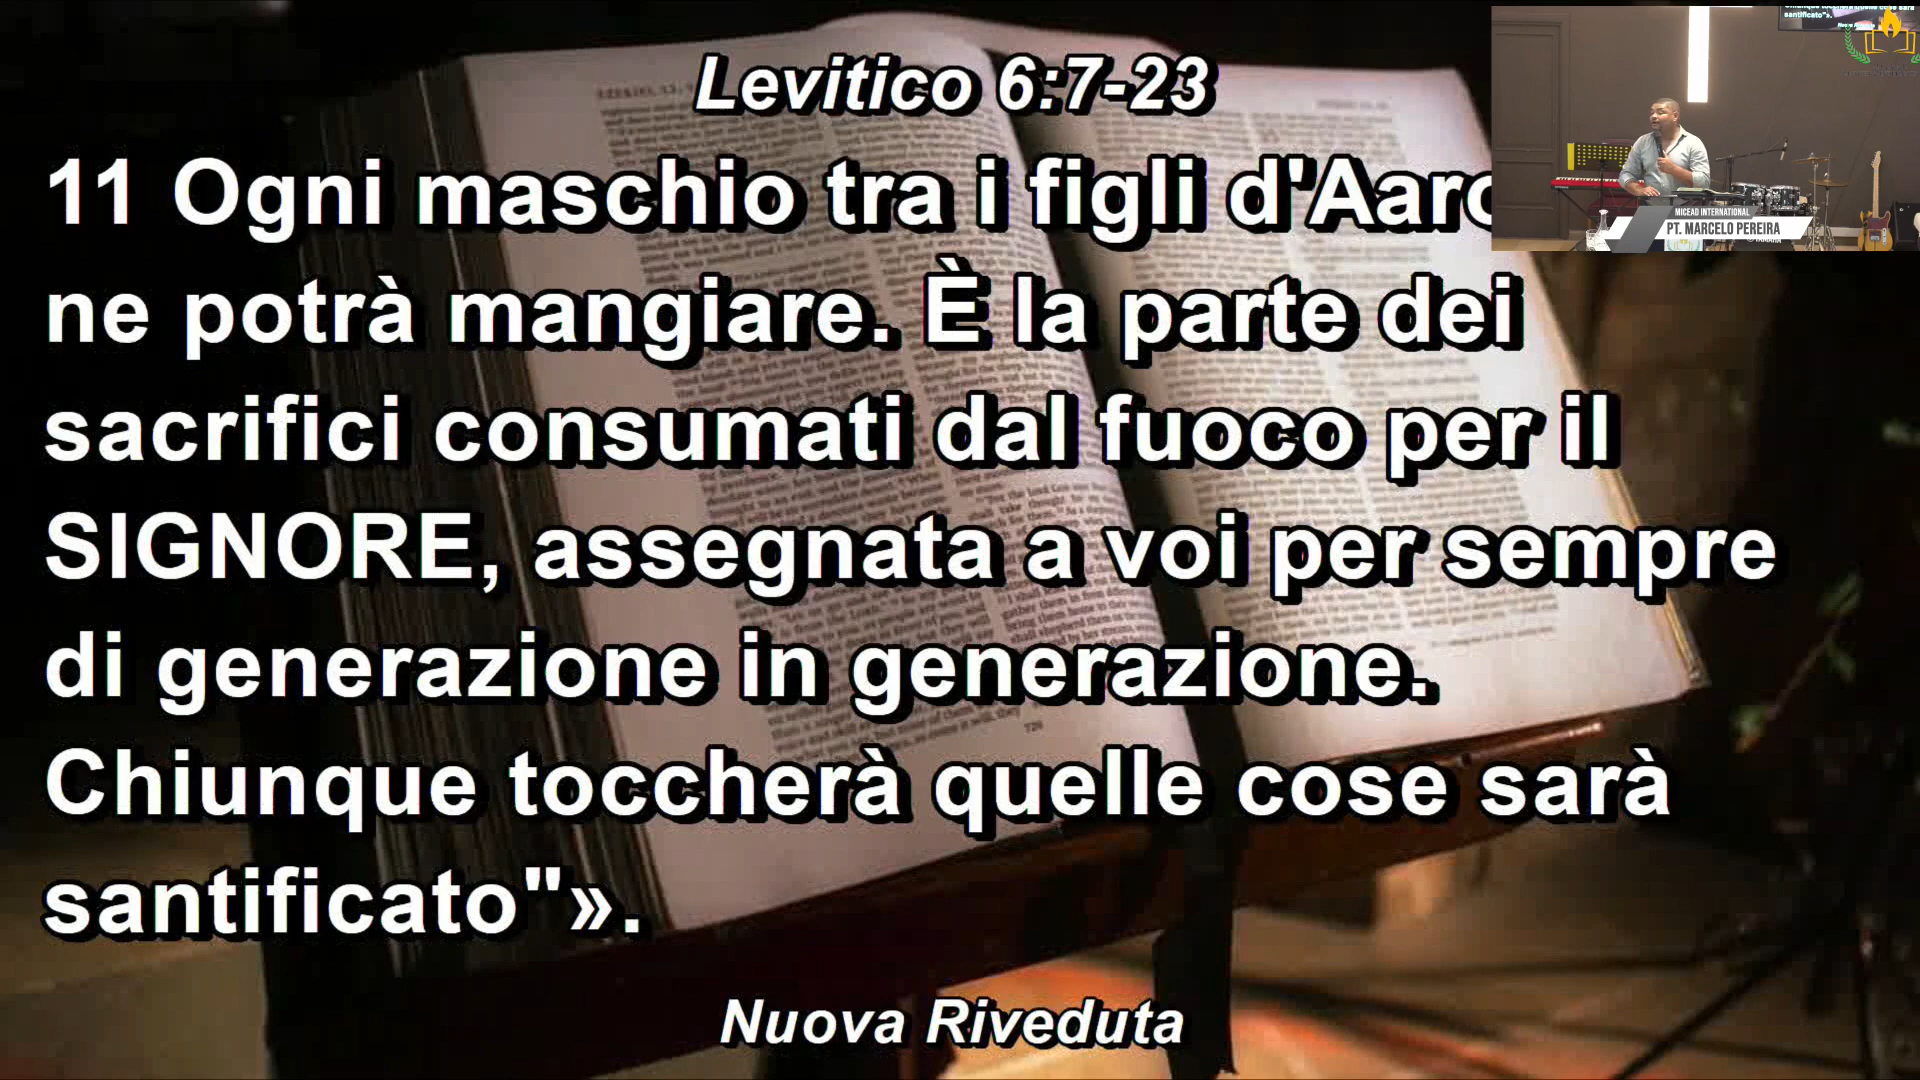 Levitico 6:7-23
11 Ogni maschio tra i figli d'Aaro
ne potrà mangiare. È la parte dei
sacrifici consumati dal fuoco per il
SIGNORE, assegnata a voi per sempre
di generazione in generazione.
Chiunque toccherà quelle cose sarà
santificato"».
Nuova Riveduta
santificato"».
MICEAD INTERNATIONAL
PT. MARCELO PEREIRA
YAMAHA